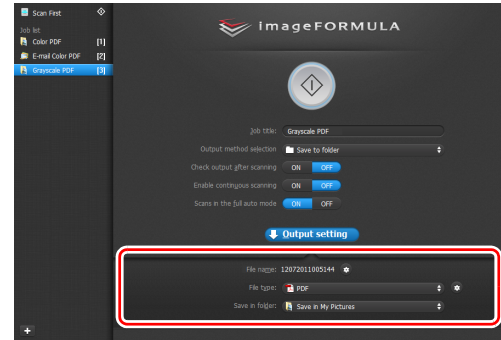 Scan First
Job list
Color PDF [1]
E-mail Color PDF [2]
Grayscale PDF [3]
imageFORMULA
Job title: Grayscale PDF
Output method selection Save to folder
Check output after scanning ON OFF
Enable continyous scanning ON OFF
Scans in the full auto mode ON OFF
Output setting
File name: 12072011005144
File type: PDF
Save in folder: Save in My Pictures
+